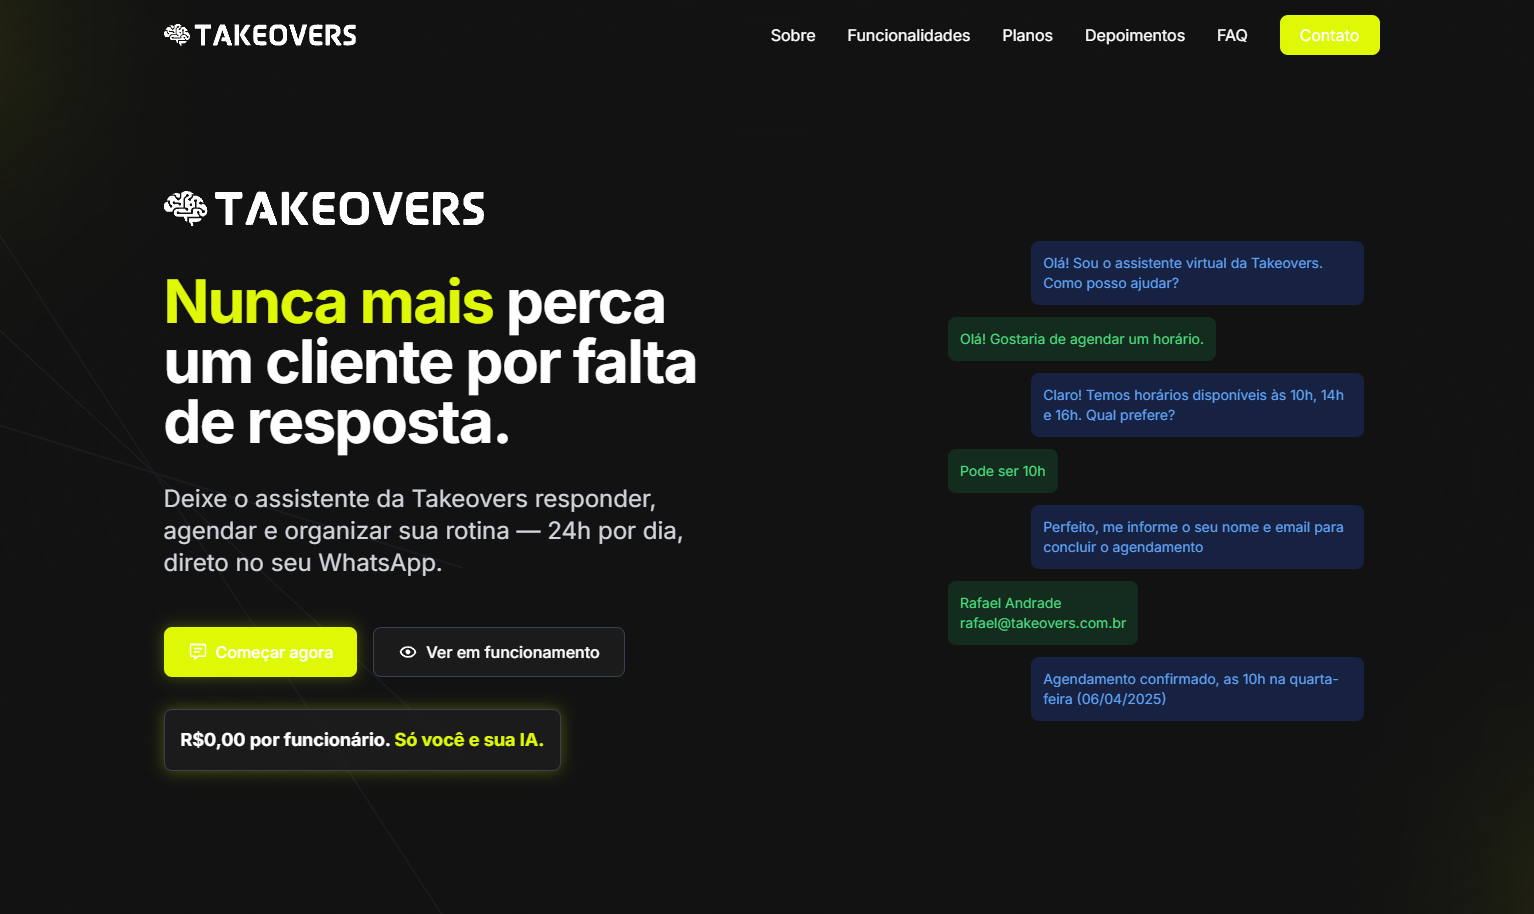 TAKEOVERS
Sobre
Funcionalidades
Planos
Depoimentos
FAQ
Contato
TAKEOVERS
Nunca mais perca
um cliente por falta
de resposta.
Deixe o assistente da Takeovers responder,
agendar e organizar sua rotina — 24h por dia,
direto no seu WhatsApp.
Começar agora
Ver em funcionamento
R$0,00 por funcionário. Só você e sua IA.
Olá! Sou o assistente virtual da Takeovers.
Como posso ajudar?
Olá! Gostaria de agendar um horário.
Claro! Temos horários disponíveis às 10h, 14h
e 16h. Qual prefere?
Pode ser 10h
Perfeito, me informe o seu nome e email para
concluir o agendamento
Rafael Andrade
rafael@takeovers.com.br
Agendamento confirmado, as 10h na quarta-
feira (06/04/2025)